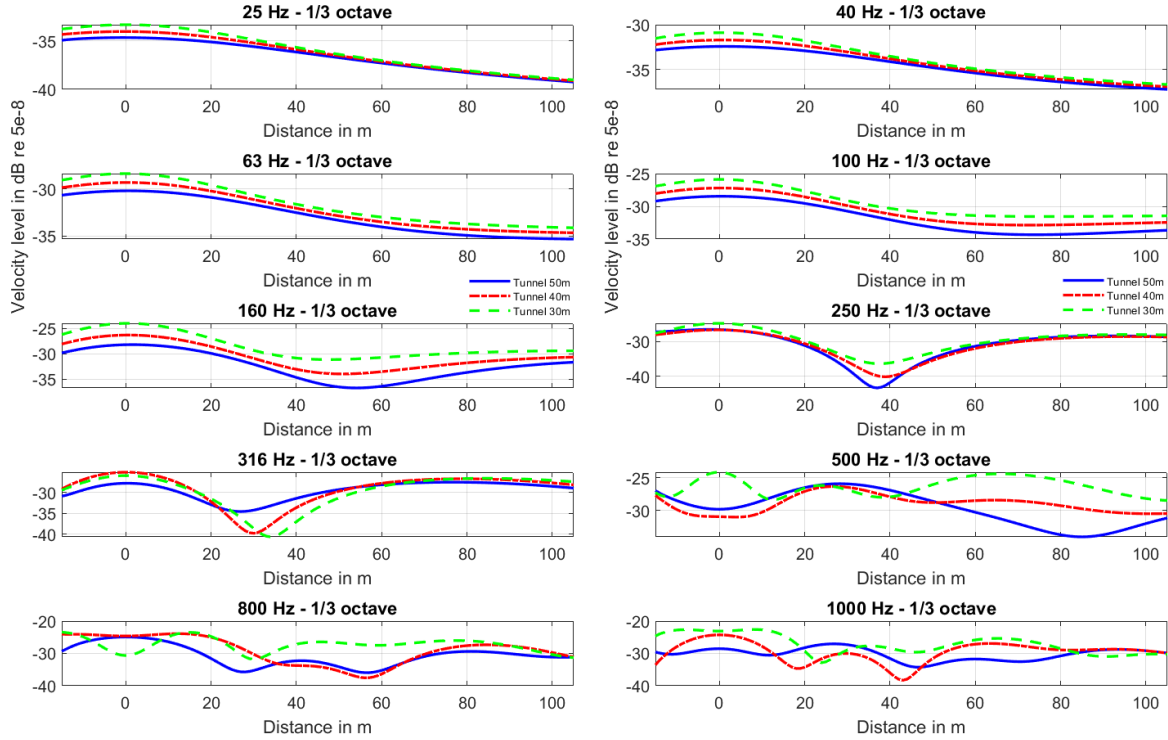 25 Hz - 1/3 octave
-35
-40
0 20 40 60 80 100
Distance in m
40 Hz - 1/3 octave
-30
-35
0 20 40 60 80 100
Distance in m
Velocity level in dB re 5e-8
Velocity level in dB re 5e-8
63 Hz - 1/3 octave
-30
-35
0 20 40 60 80 100
Distance in m
100 Hz - 1/3 octave
-25
-30
-35
0 20 40 60 80 100
Distance in m
Tunnel 50m
Tunnel 40m
Tunnel 30m
Tunnel 50m
Tunnel 40m
Tunnel 30m
160 Hz - 1/3 octave
-25
-30
-35
0 20 40 60 80 100
Distance in m
250 Hz - 1/3 octave
-30
-40
0 20 40 60 80 100
Distance in m
316 Hz - 1/3 octave
-30
-35
-40
0 20 40 60 80 100
Distance in m
500 Hz - 1/3 octave
-25
-30
0 20 40 60 80 100
Distance in m
800 Hz - 1/3 octave
-20
-30
-40
0 20 40 60 80 100
Distance in m
1000 Hz - 1/3 octave
-20
-30
-40
0 20 40 60 80 100
Distance in m